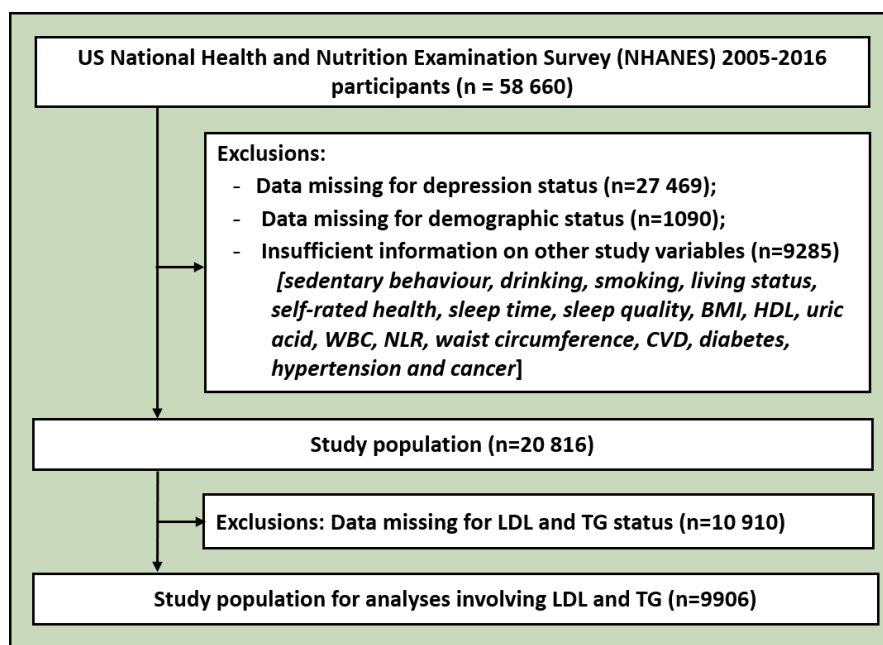 US National Health and Nutrition Examination Survey (NHANES) 2005-2016
participants (n = 58 660)
Exclusions:
- Data missing for depression status (n=27 469);
- Data missing for demographic status (n=1090);
- Insufficient information on other study variables (n=9285)
[sedentary behaviour, drinking, smoking, living status,
self-rated health, sleep time, sleep quality, BMI, HDL, uric
acid, WBC, NLR, waist circumference, CVD, diabetes,
hypertension and cancer]
Study population (n=20 816)
Exclusions: Data missing for LDL and TG status (n=10 910)
Study population for analyses involving LDL and TG (n=9906)